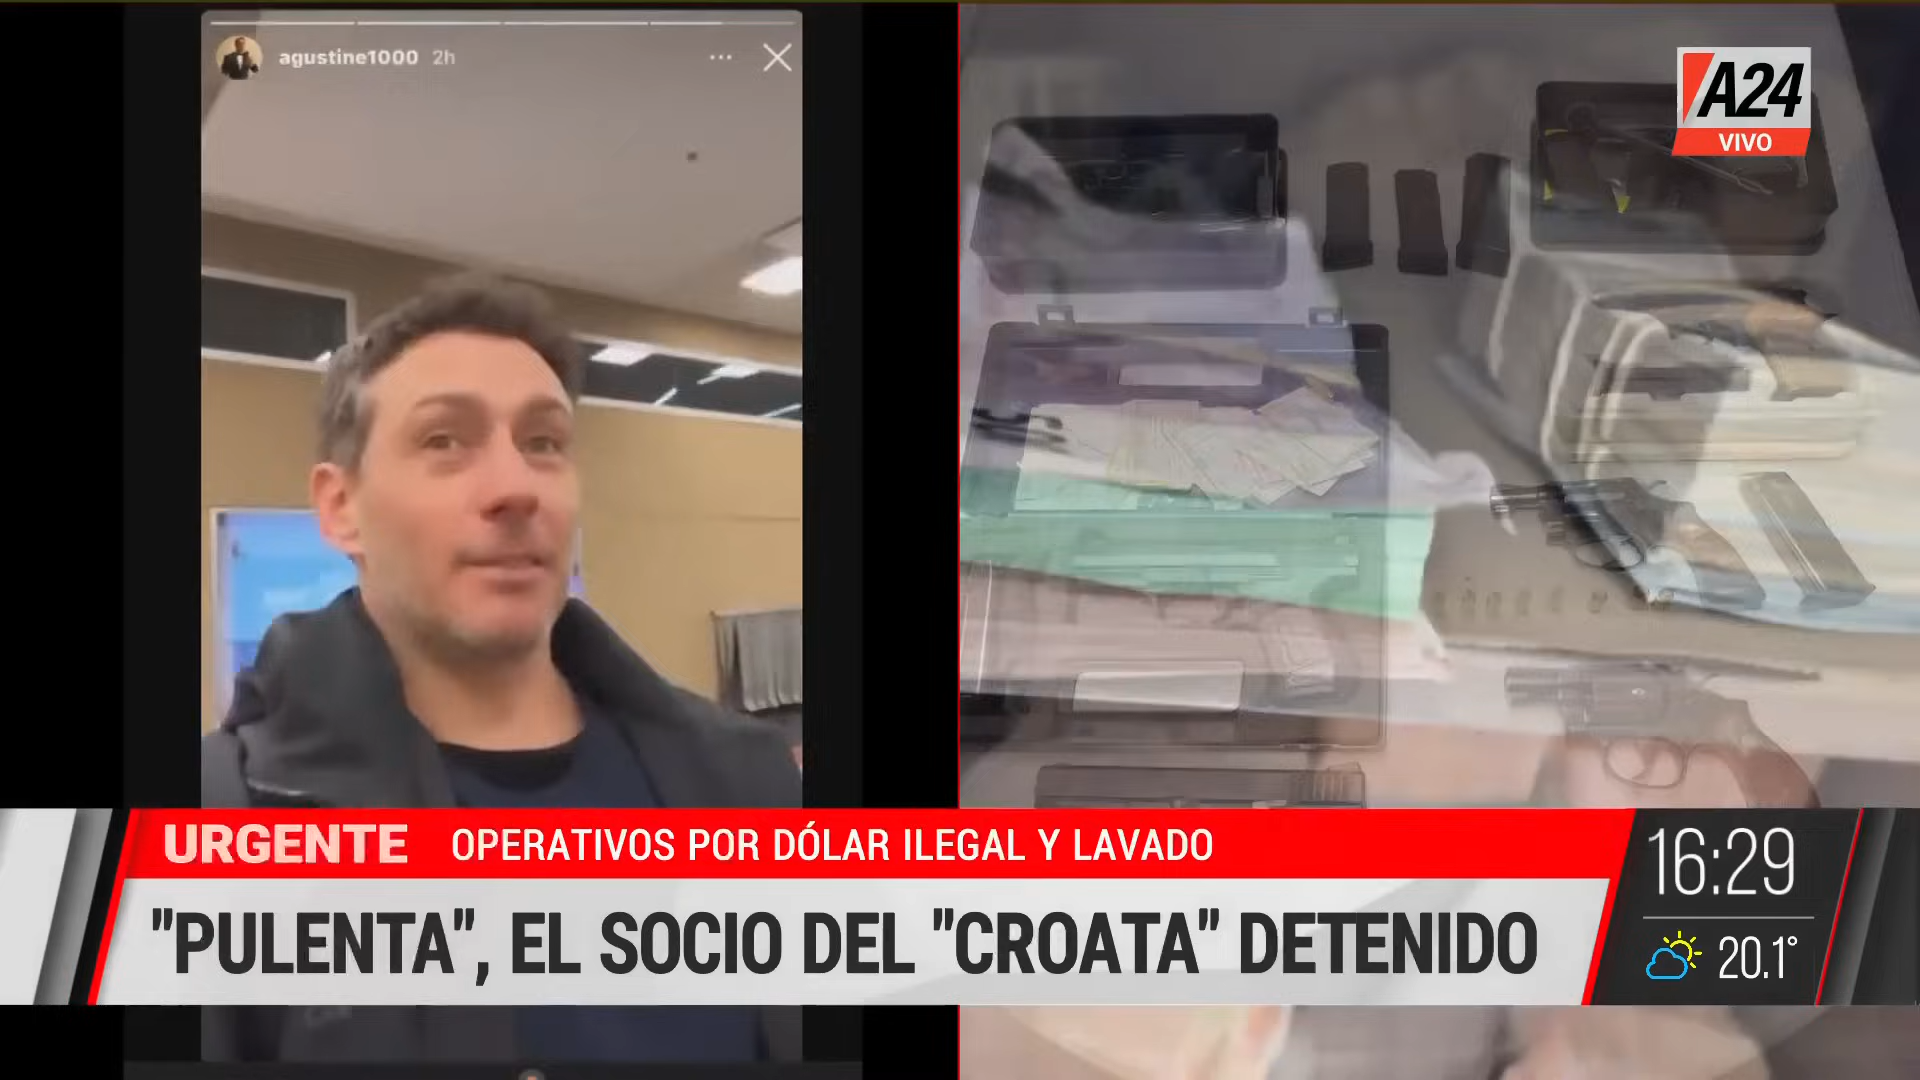 agustine1000 2h
A24
VIVO
URGENTE OPERATIVOS POR DÓLAR ILEGAL Y LAVADO
16:29
"PULENTA", EL SOCIO DEL "CROATA" DETENIDO
20.1°